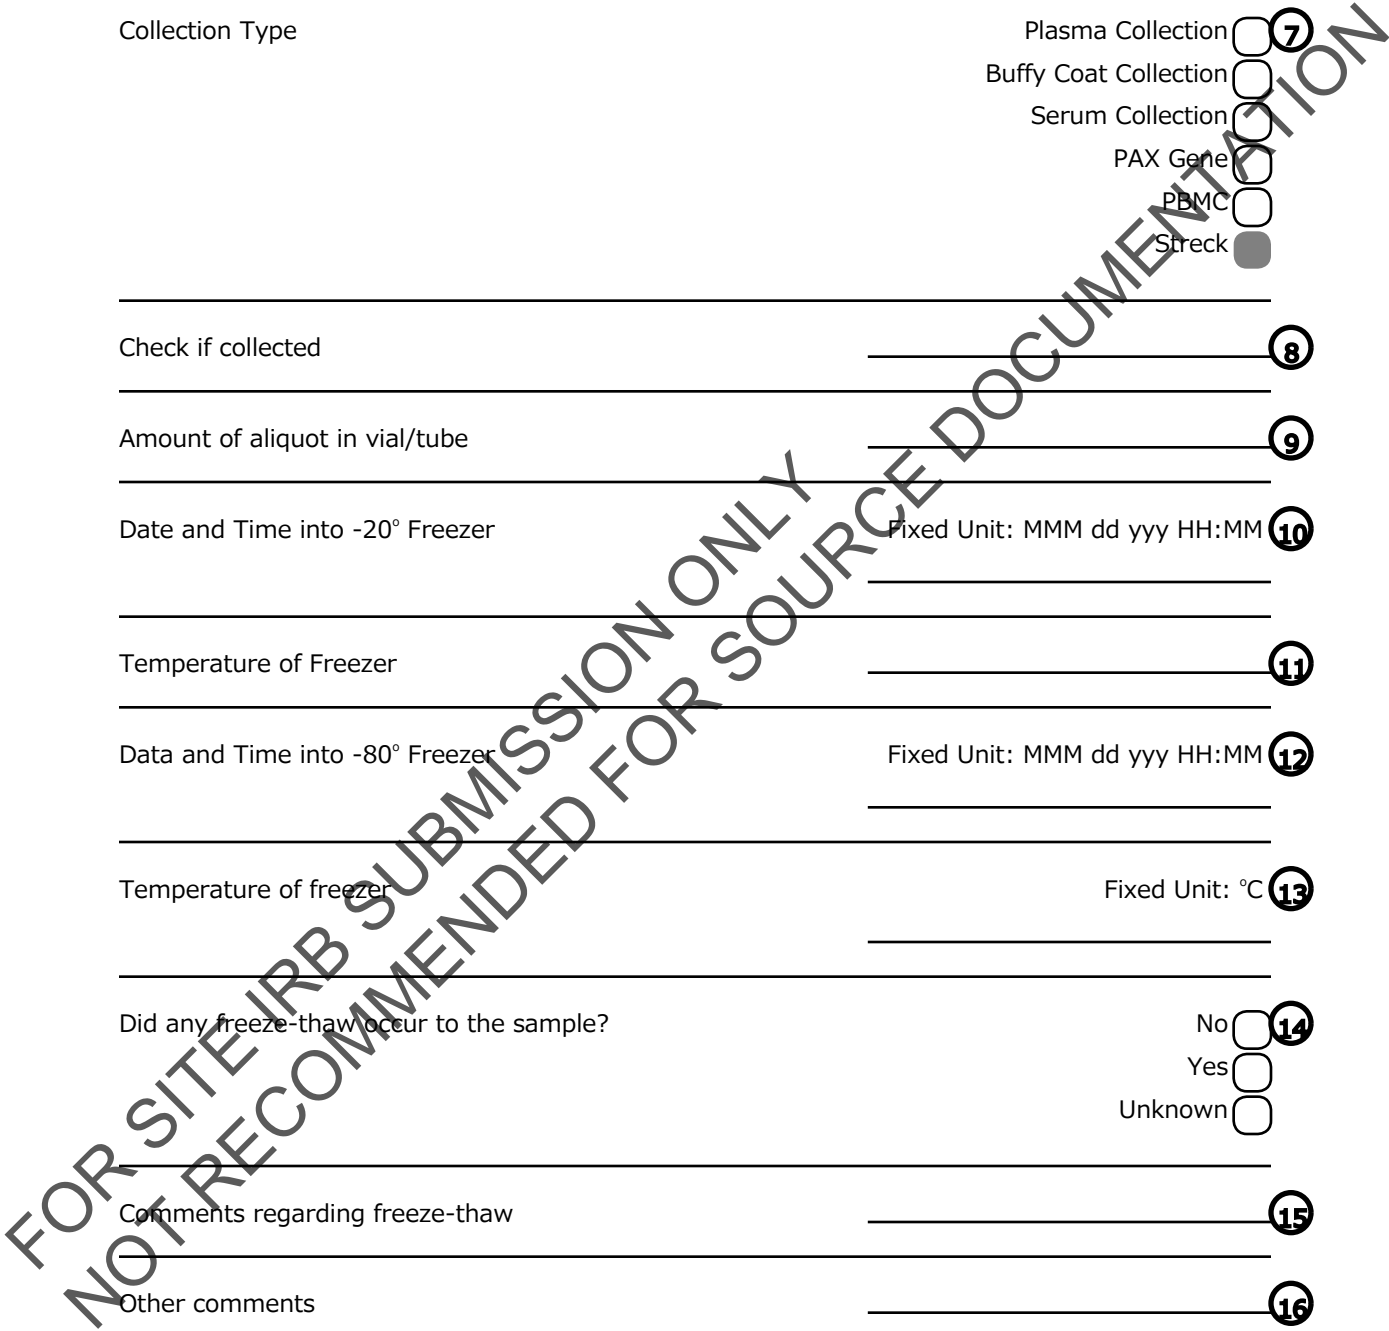 Collection Type
Plasma Collection 7
Buffy Coat Collection
Serum Collection
PAX Gene
PBMC
Streck
Check if collected 8
Amount of aliquot in vial/tube 9
Date and Time into -20° Freezer Fixed Unit: MMM dd yyy HH:MM 10
Temperature of Freezer 11
Data and Time into -80° Freezer Fixed Unit: MMM dd yyy HH:MM 12
Temperature of freezer Fixed Unit: °C 13
Did any freeze-thaw occur to the sample? No 14
Yes
Unknown
Comments regarding freeze-thaw 15
Other comments 16
FOR SITE IRB SUBMISSION ONLY
NOT RECOMMENDED FOR SOURCE DOCUMENTATION